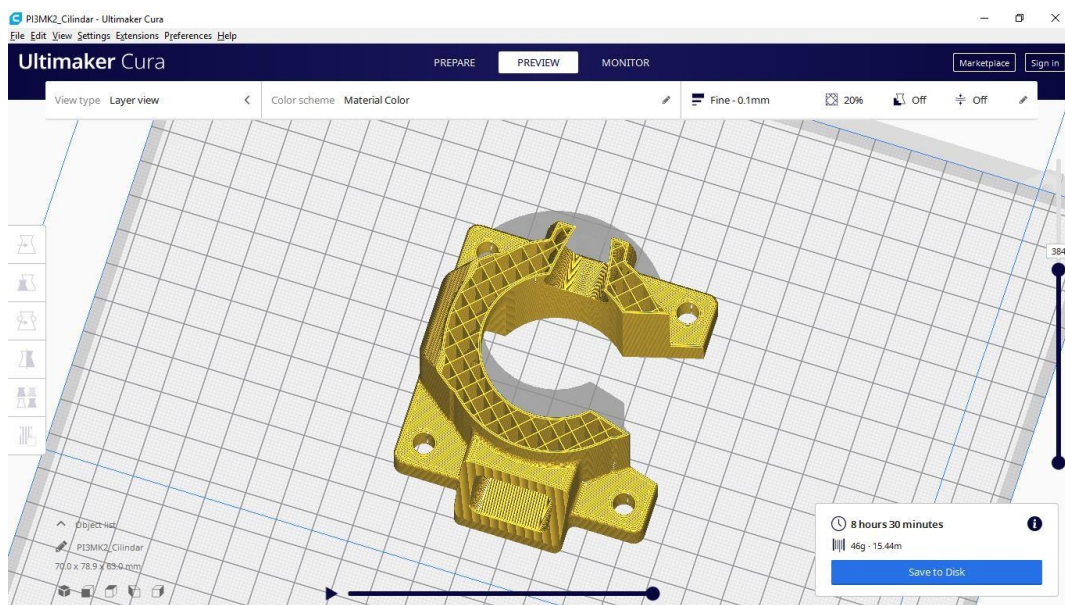 PI3MK2_Cilindar - Ultimaker Cura
File Edit View Settings Extensions Preferences Help
Ultimaker Cura PREPARE PREVIEW MONITOR Marketplace Sign in
View type Layer view Color scheme Material Color Fine - 0.1mm 20% Off Off
384
Object list
PI3MK2_Cilindar
70.0 x 78.9 x 63.0 mm
8 hours 30 minutes
46g · 15.44m
Save to Disk